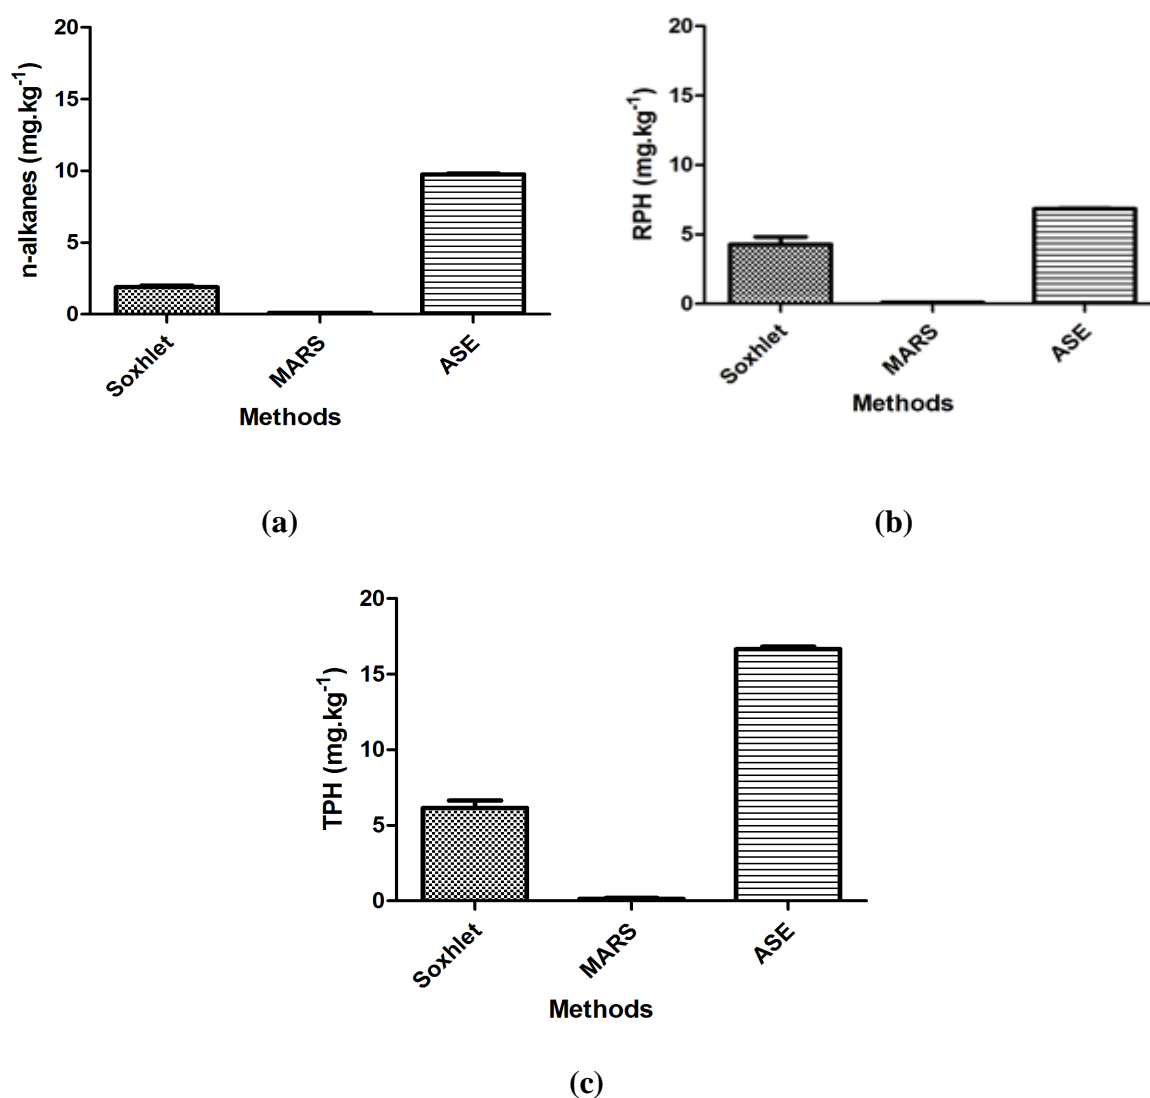 20
15
10
5
0
n-alkanes (mg.kg-1)
Soxhlet
MARS
ASE
Methods
(a)
20
15
10
5
0
RPH (mg.kg-1)
Soxhlet
MARS
ASE
Methods
(b)
20
15
10
5
0
TPH (mg.kg-1)
Soxhlet
MARS
ASE
Methods
(c)